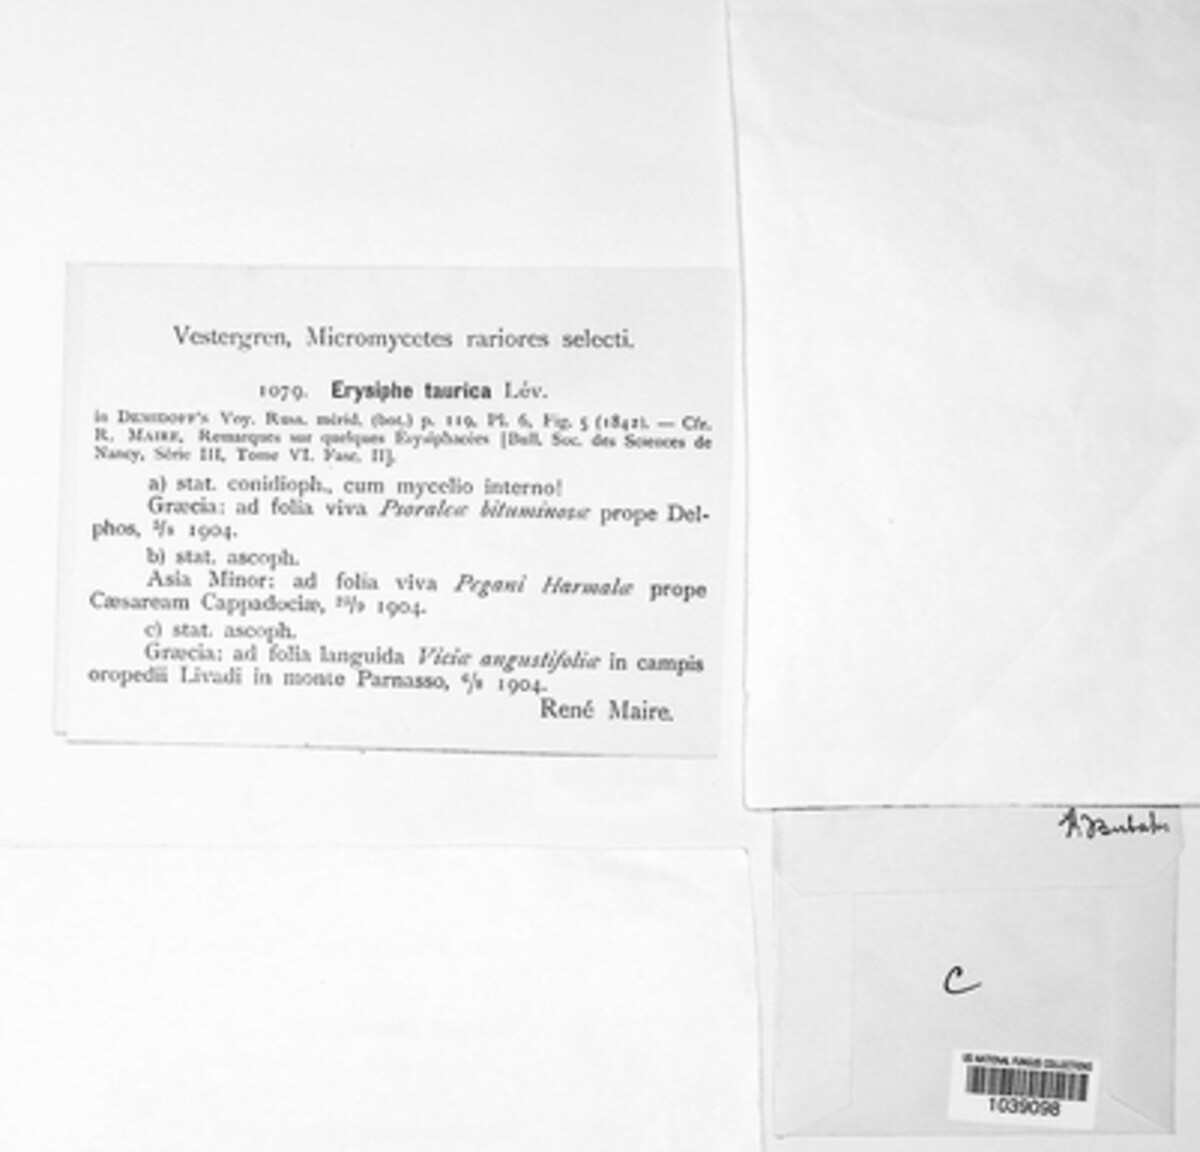 Vestergren, Micromycetes rariores selecti.
1079. Erysiphe taurica Lév.
in DEMIDOFF'S Voy. Russ. mérid. (bot.) p. 119, Pl. 6, Fig. 5 (1842). — Cfr.
R. MAIRE, Remarques sur quelques Erysiphacées [Bull. Soc. des Sciences de
Nancy, Série III, Tome VI. Fasc. II].
a) stat. conidioph., cum mycelio interno!
Græcia: ad folia viva Psoraleæ bituminosæ prope Del-
phos, 1904.
b) stat. ascoph.
Asia Minor: ad folia viva Pegani Harmalæ prope
Cæsaream Cappadociæ, 1904.
c) stat. ascoph.
Græcia: ad folia languida Viciæ angustifoliæ in campis
oropedii Livadi in monte Parnasso, 1904.
René Maire.
C
US NATIONAL FUNGUS COLLECTIONS
1039098